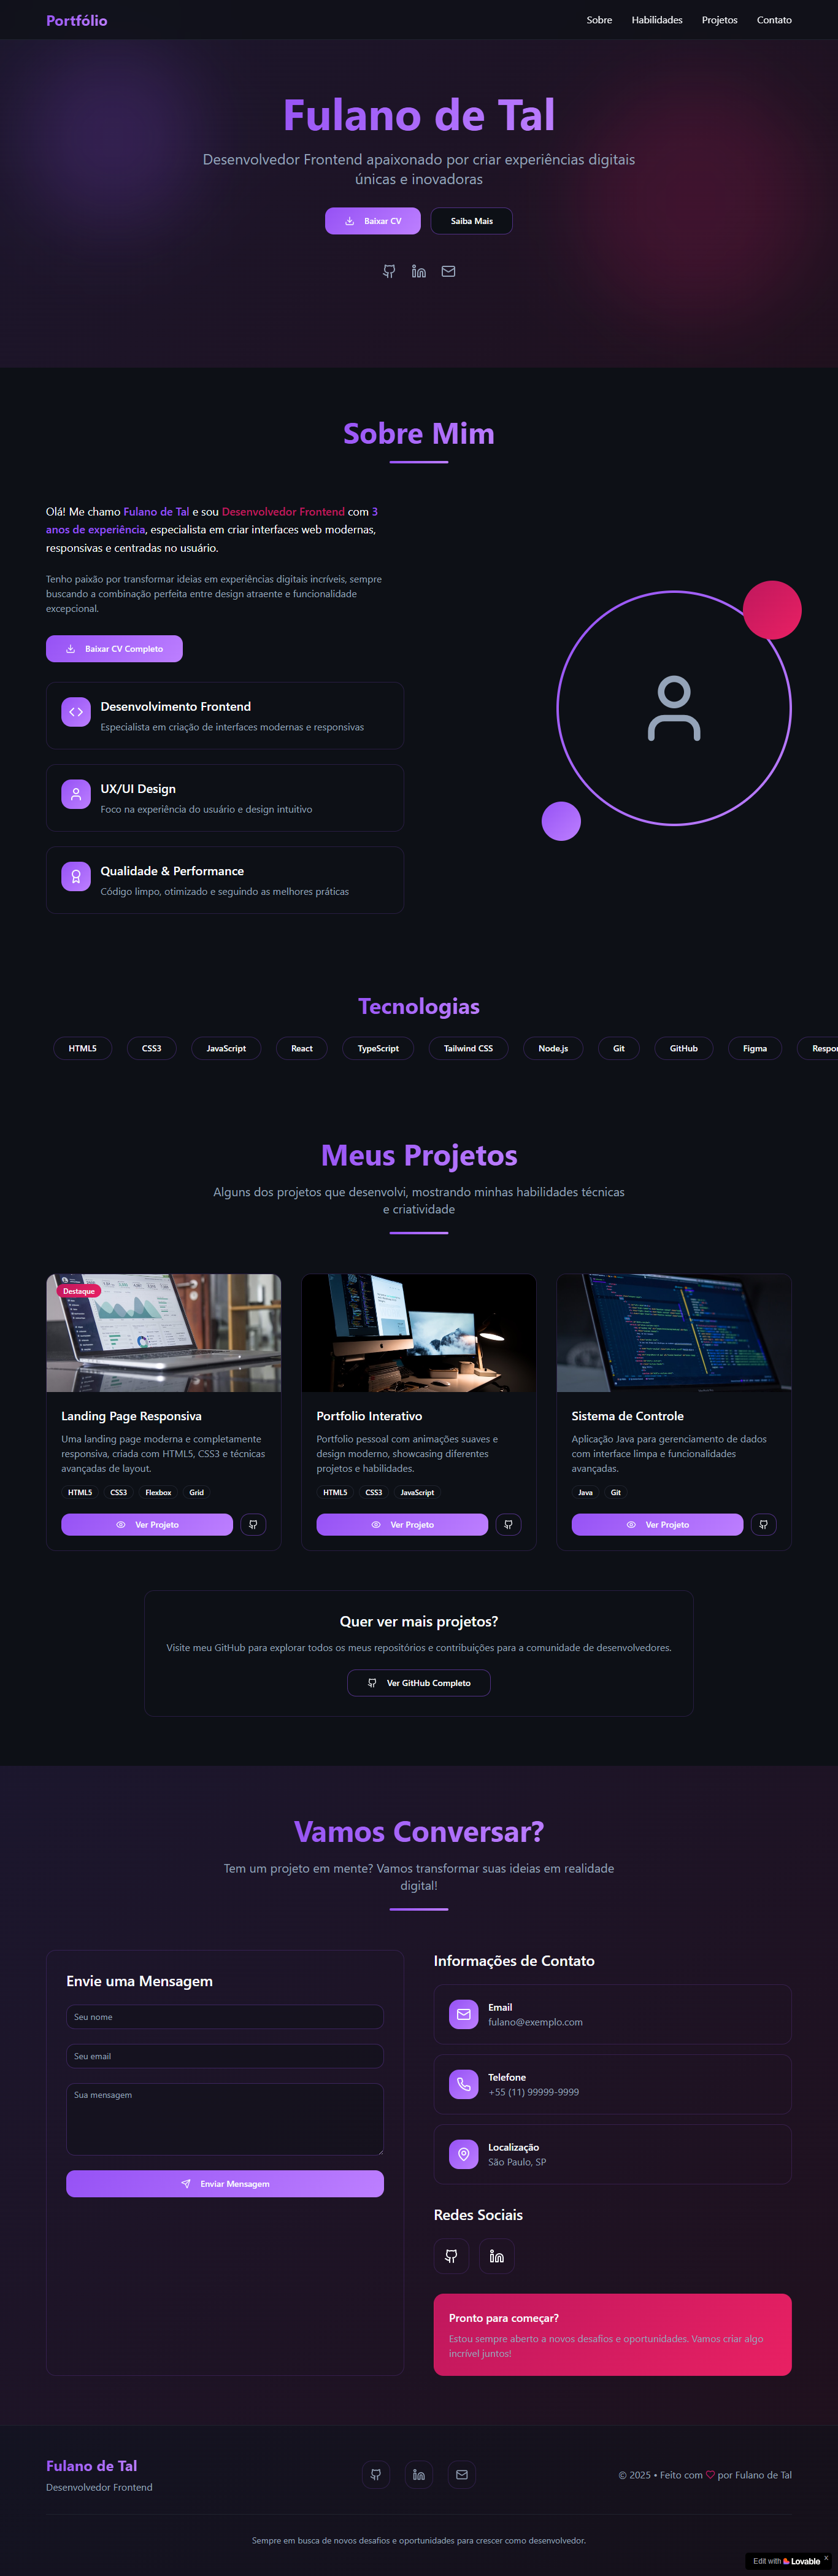 Portfólio
Sobre
Habilidades
Projetos
Contato
Fulano de Tal
Desenvolvedor Frontend apaixonado por criar experiências digitais
únicas e inovadoras
Baixar CV
Saiba Mais
Sobre Mim
Olá! Me chamo Fulano de Tal e sou Desenvolvedor Frontend com 3
anos de experiência, especialista em criar interfaces web modernas,
responsivas e centradas no usuário.
Tenho paixão por transformar ideias em experiências digitais incríveis, sempre
buscando a combinação perfeita entre design atraente e funcionalidade
excepcional.
Baixar CV Completo
Desenvolvimento Frontend
Especialista em criação de interfaces modernas e responsivas
UX/UI Design
Foco na experiência do usuário e design intuitivo
Qualidade & Performance
Código limpo, otimizado e seguindo as melhores práticas
Tecnologias
HTML5
CSS3
JavaScript
React
TypeScript
Tailwind CSS
Node.js
Git
GitHub
Figma
Respon
Meus Projetos
Alguns dos projetos que desenvolvi, mostrando minhas habilidades técnicas
e criatividade
Destaque
Landing Page Responsiva
Uma landing page moderna e completamente
responsiva, criada com HTML5, CSS3 e técnicas
avançadas de layout.
HTML5
CSS3
Flexbox
Grid
Ver Projeto
Portfolio Interativo
Portfolio pessoal com animações suaves e
design moderno, showcasing diferentes
projetos e habilidades.
HTML5
CSS3
JavaScript
Ver Projeto
Sistema de Controle
Aplicação Java para gerenciamento de dados
com interface limpa e funcionalidades
avançadas.
Java
Git
Ver Projeto
Quer ver mais projetos?
Visite meu GitHub para explorar todos os meus repositórios e contribuições para a comunidade de desenvolvedores.
Ver GitHub Completo
Vamos Conversar?
Tem um projeto em mente? Vamos transformar suas ideias em realidade
digital!
Envie uma Mensagem
Seu nome
Seu email
Sua mensagem
Enviar Mensagem
Informações de Contato
Email
fulano@exemplo.com
Telefone
+55 (11) 99999-9999
Localização
São Paulo, SP
Redes Sociais
Pronto para começar?
Estou sempre aberto a novos desafios e oportunidades. Vamos criar algo
incrível juntos!
Fulano de Tal
Desenvolvedor Frontend
© 2025 • Feito com ♡ por Fulano de Tal
Sempre em busca de novos desafios e oportunidades para crescer como desenvolvedor.
Edit with Lovable x